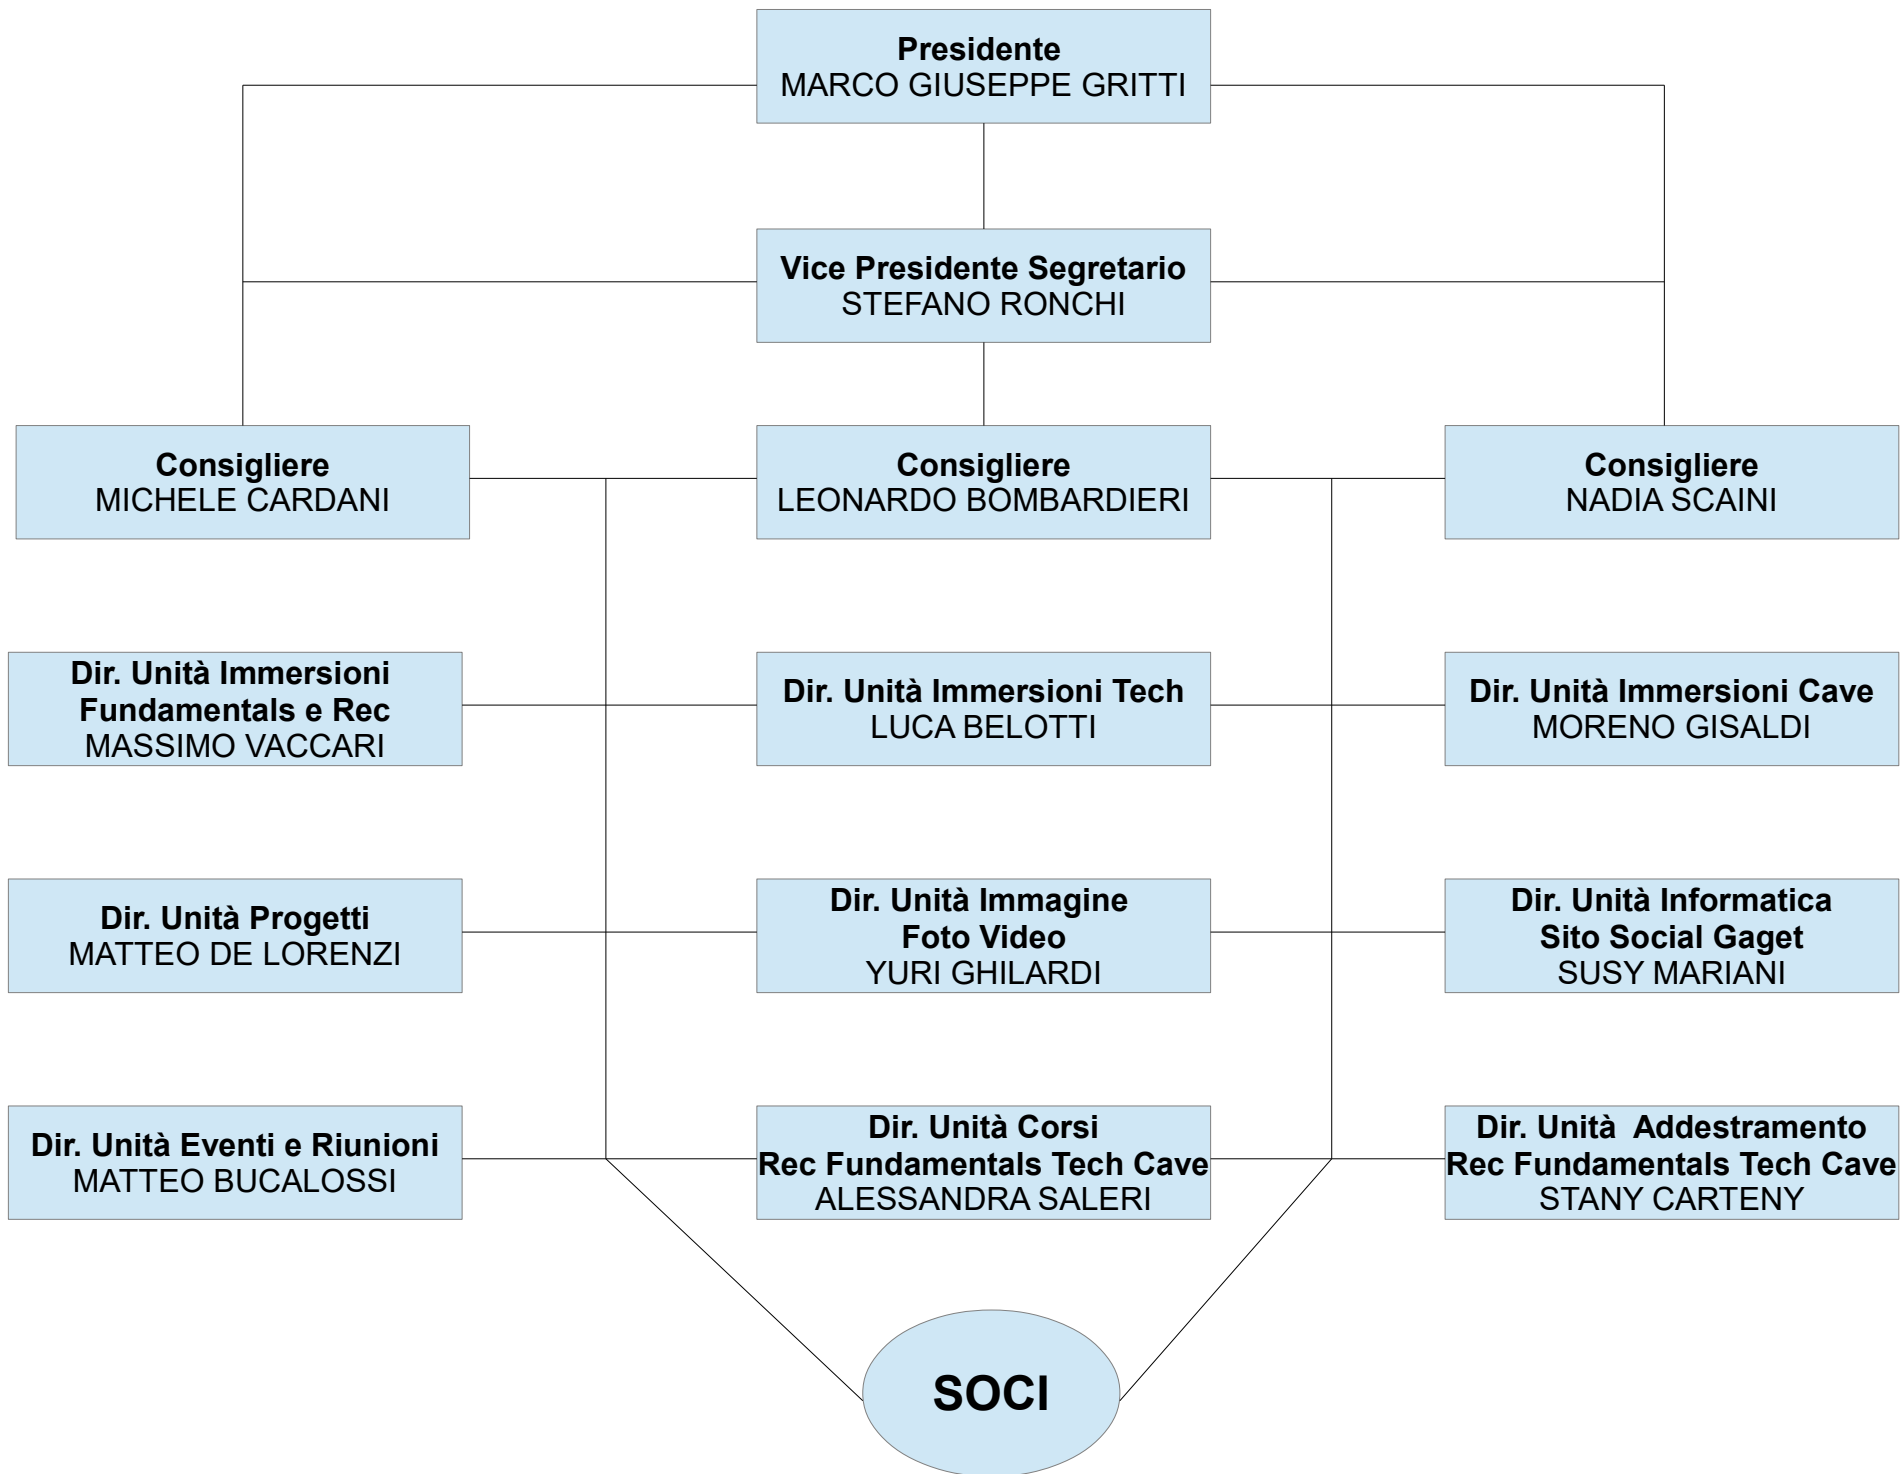 Presidente
MARCO GIUSEPPE GRITTI
Vice Presidente Segretario
STEFANO RONCHI
Consigliere
MICHELE CARDANI
Consigliere
LEONARDO BOMBARDIERI
Consigliere
NADIA SCAINI
Dir. Unità Immersioni
Fundamentals e Rec
MASSIMO VACCARI
Dir. Unità Immersioni Tech
LUCA BELOTTI
Dir. Unità Immersioni Cave
MORENO GISALDI
Dir. Unità Progetti
MATTEO DE LORENZI
Dir. Unità Immagine
Foto Video
YURI GHILARDI
Dir. Unità Informatica
Sito Social Gaget
SUSY MARIANI
Dir. Unità Eventi e Riunioni
MATTEO BUCALOSSI
Dir. Unità Corsi
Rec Fundamentals Tech Cave
ALESSANDRA SALERI
Dir. Unità Addestramento
Rec Fundamentals Tech Cave
STANY CARTENY
SOCI